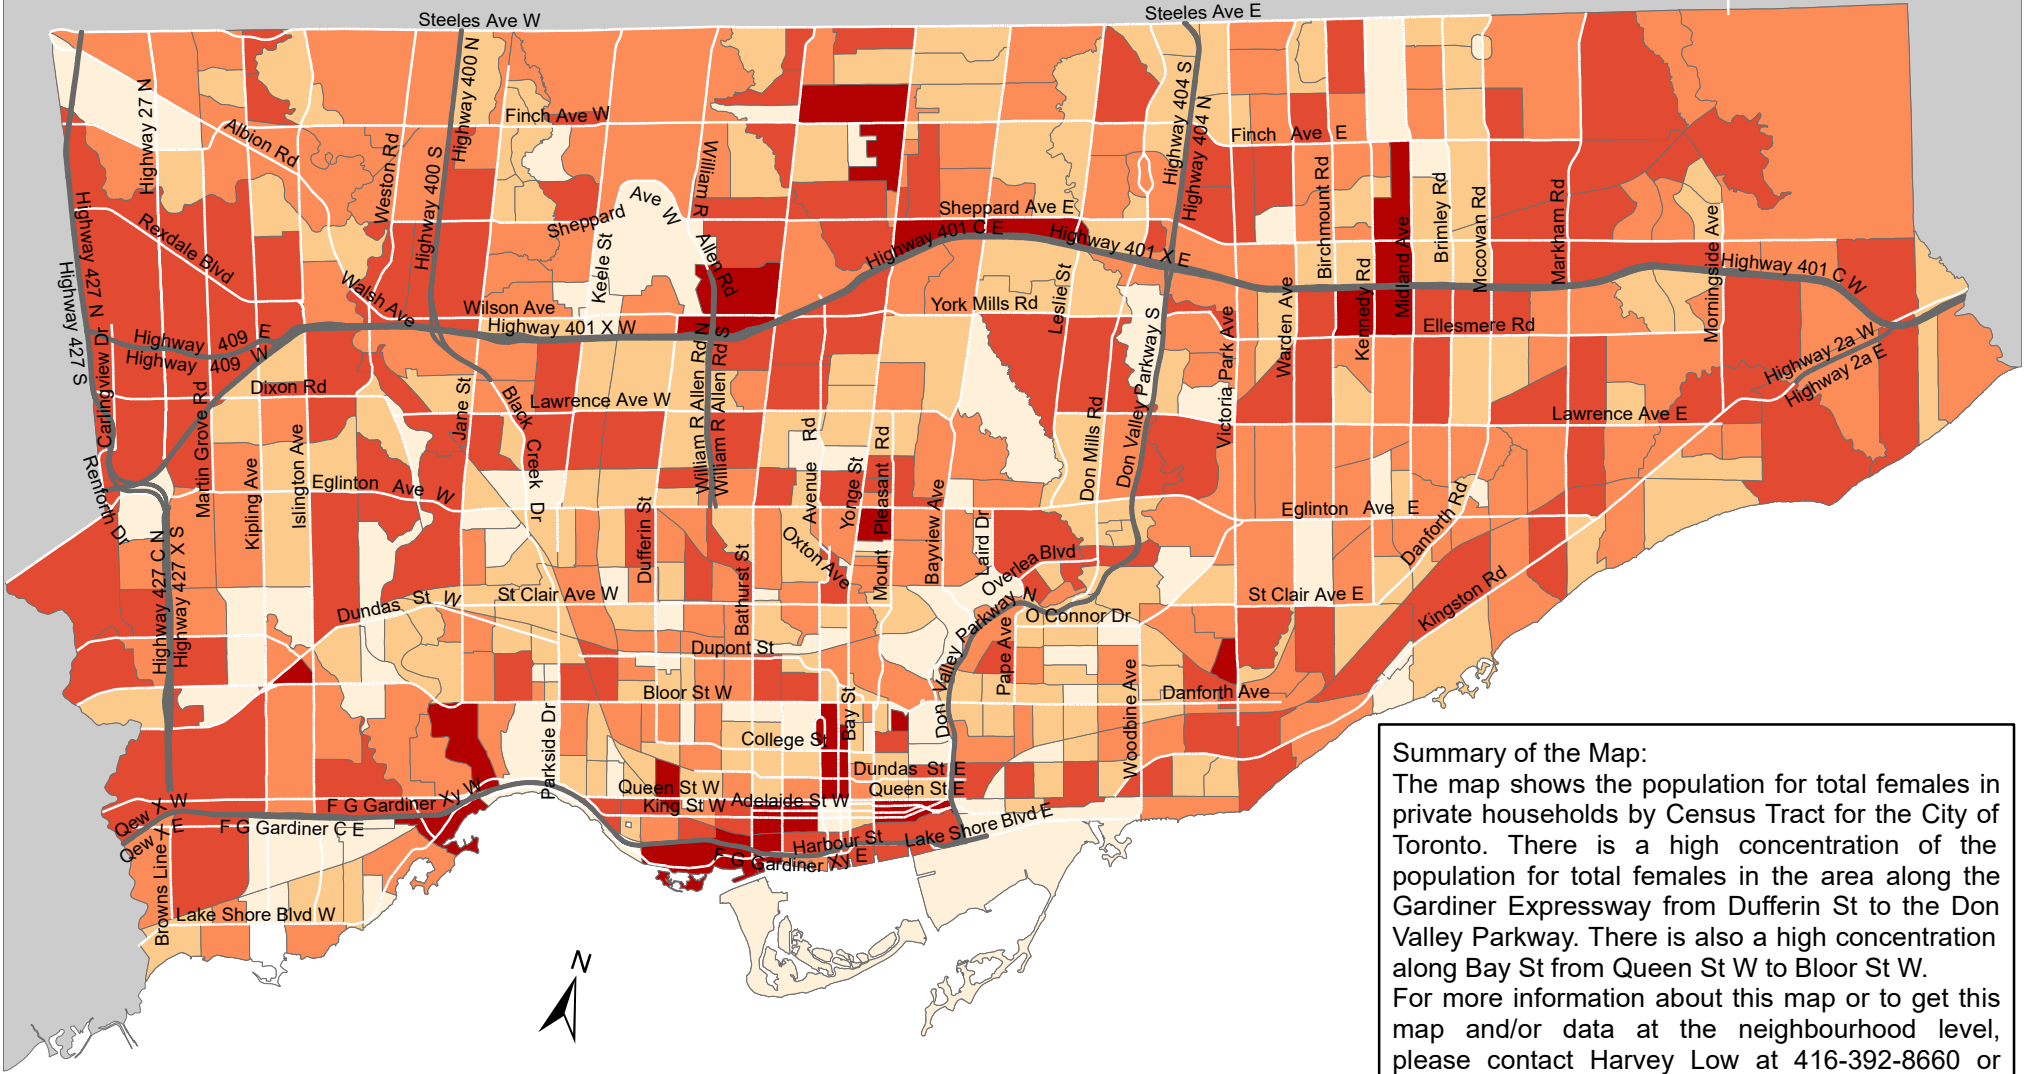 Steeles Ave W
Steeles Ave E
Highway 27 N
Albion Rd
Weston Rd
Highway 400 N
Highway 400 S
Finch Ave W
William R
Highway 404 S
Highway 404 N
Finch Ave E
Birchmount Rd
Midland Ave
Brimley Rd
Mccowan Rd
Markham Rd
Morningside Ave
Highway 427 N
Highway 427 S
Rexdale Blvd
Walsh Ave
Sheppard Ave W
Keele St
Allen Rd
Sheppard Ave E
Highway 401 C E
Highway 401 X E
Highway 401 C W
Wilson Ave
Highway 401 X W
York Mills Rd
Leslie St
Warden Ave
Kennedy Rd
Ellesmere Rd
Highway 409 E
Highway 409 W
Carlingview Dr
Dixon Rd
Martin Grove Rd
Jane St
Black Creek Dr
Lawrence Ave W
William R Allen Rd N
William R Allen Rd S
Don Valley Parkway S
Victoria Park Ave
Highway 2a W
Highway 2a E
Lawrence Ave E
Renforth Dr
Kipling Ave
Islington Ave
Eglinton Ave W
Dufferin St
Avenue Rd
Yonge St
Mount Pleasant Rd
Bayview Ave
Laird Dr
Don Mills Rd
Eglinton Ave E
Danforth Rd
Highway 427 C N
Highway 427 X S
Dundas St W
St Clair Ave W
Bathurst St
Oxton Ave
Overlea Blvd
Don Valley Parkway N
O Connor Dr
St Clair Ave E
Kingston Rd
Dupont St
Pape Ave
Woodbine Ave
Bloor St W
Danforth Ave
Parkside Dr
College St
Bay St
Dundas St E
Queen St W
Queen St E
King St W
Adelaide St W
Qew X W
Qew X E
F G Gardiner Xy W
F G Gardiner C E
Harbour St
Lake Shore Blvd E
F G Gardiner Xy E
Browns Line
Lake Shore Blvd W
N
Summary of the Map:
The map shows the population for total females in
private households by Census Tract for the City of
Toronto. There is a high concentration of the
population for total females in the area along the
Gardiner Expressway from Dufferin St to the Don
Valley Parkway. There is also a high concentration
along Bay St from Queen St W to Bloor St W.
For more information about this map or to get this
map and/or data at the neighbourhood level,
please contact Harvey Low at 416-392-8660 or